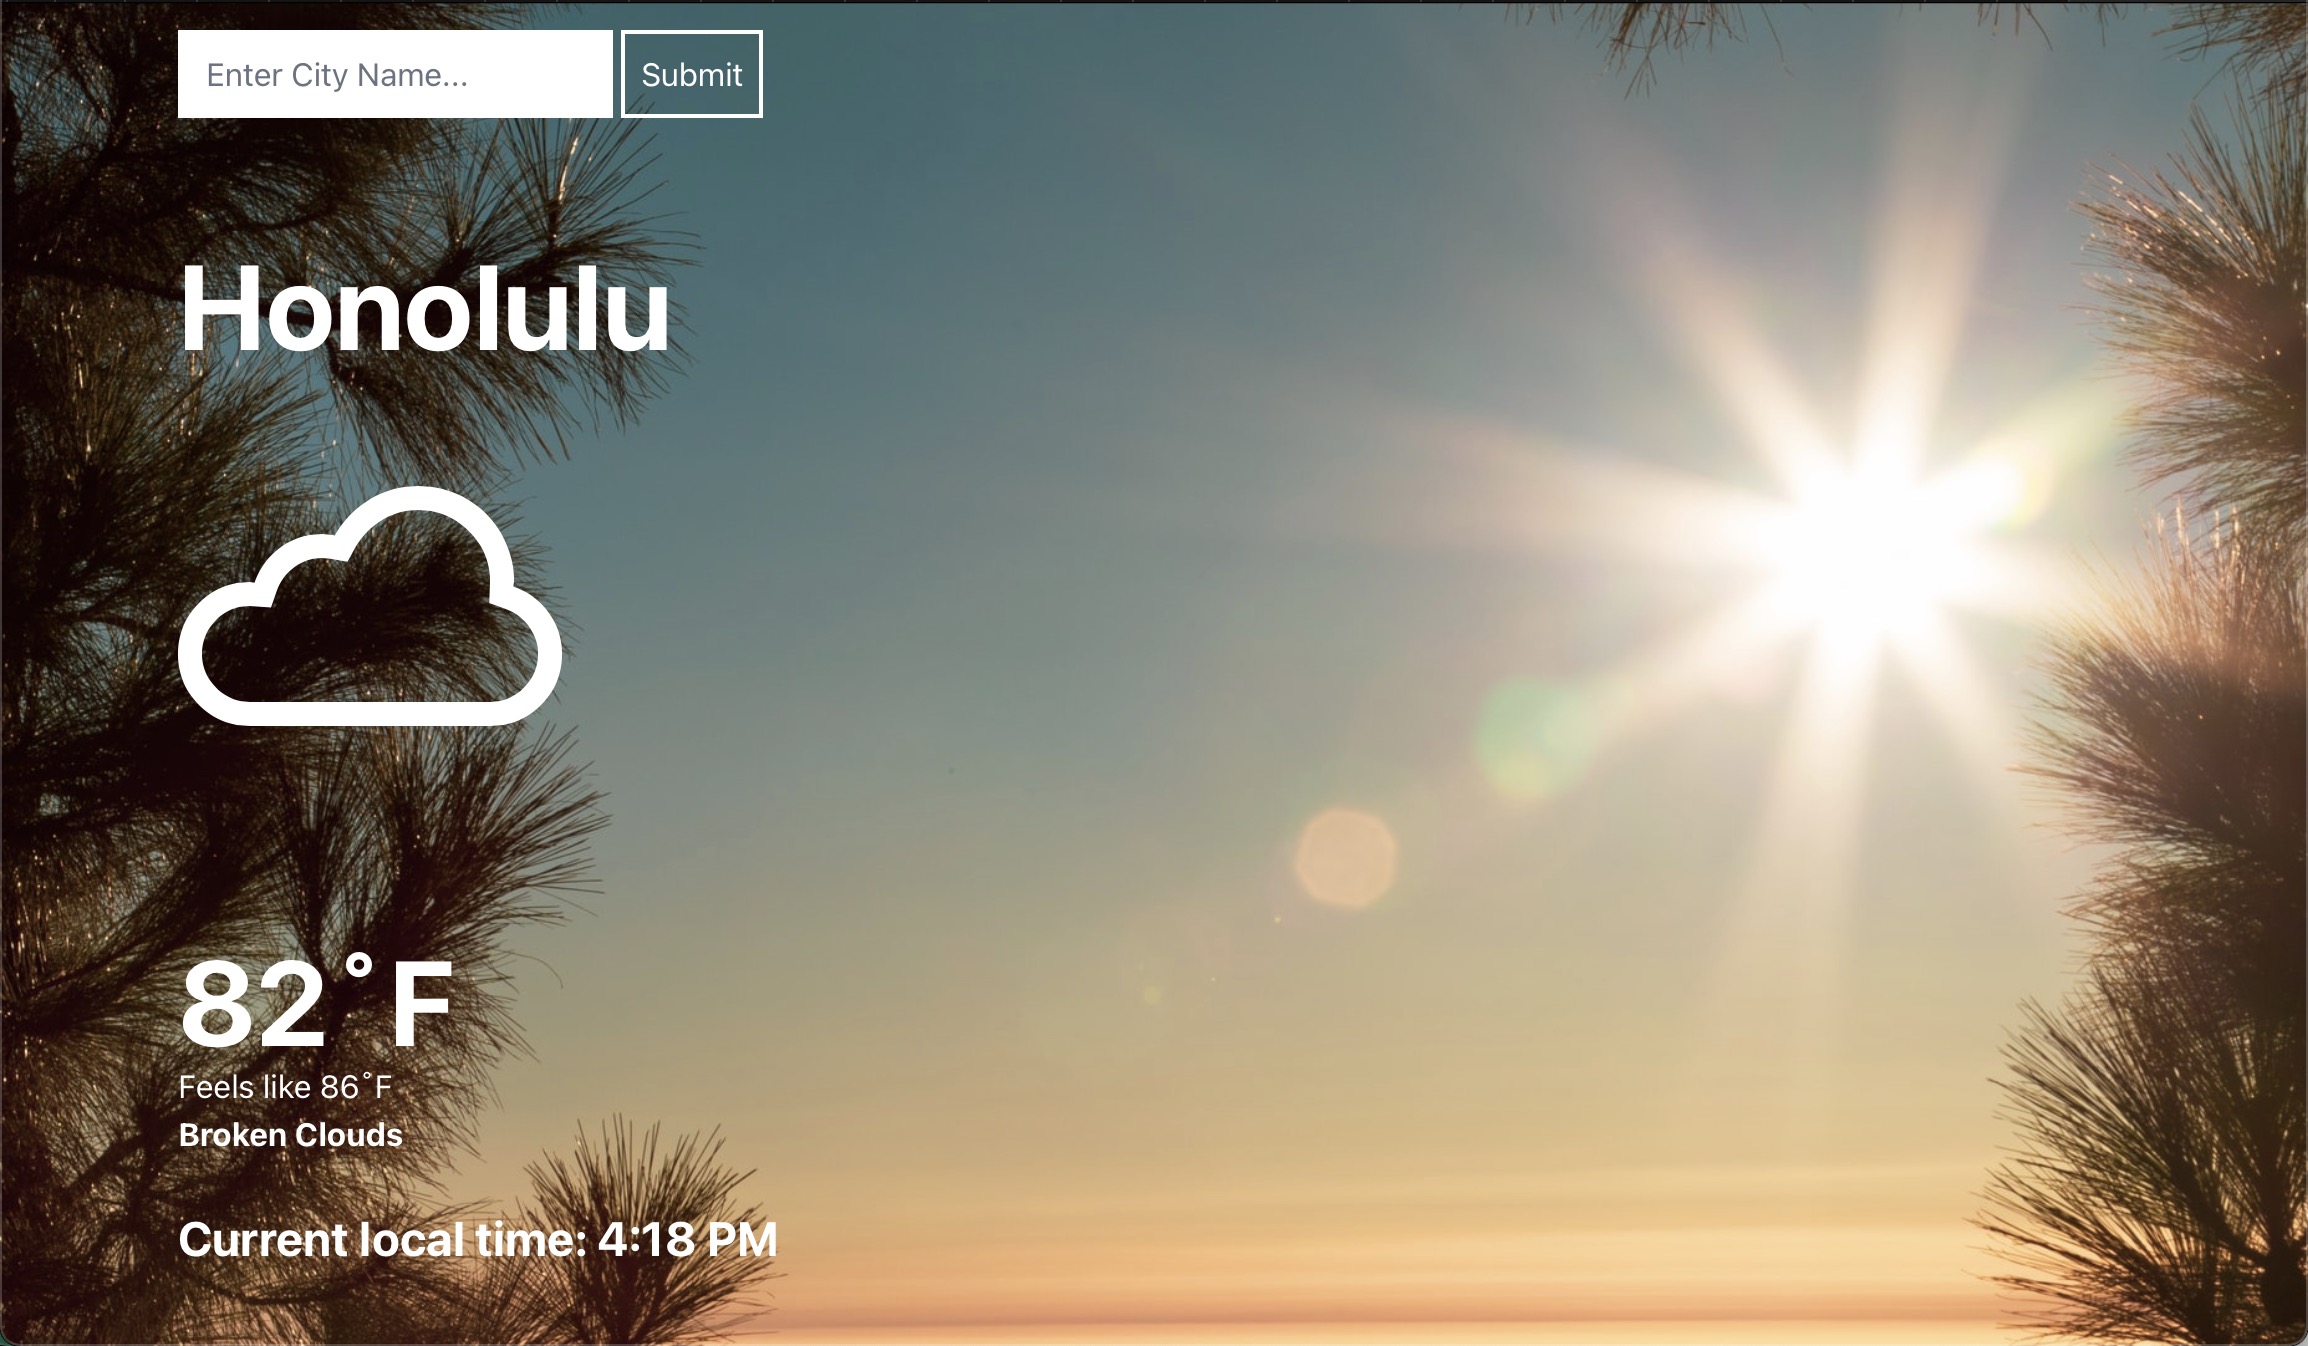 Enter City Name...
Submit
Honolulu
82˚F
Feels like 86˚F
Broken Clouds
Current local time: 4:18 PM